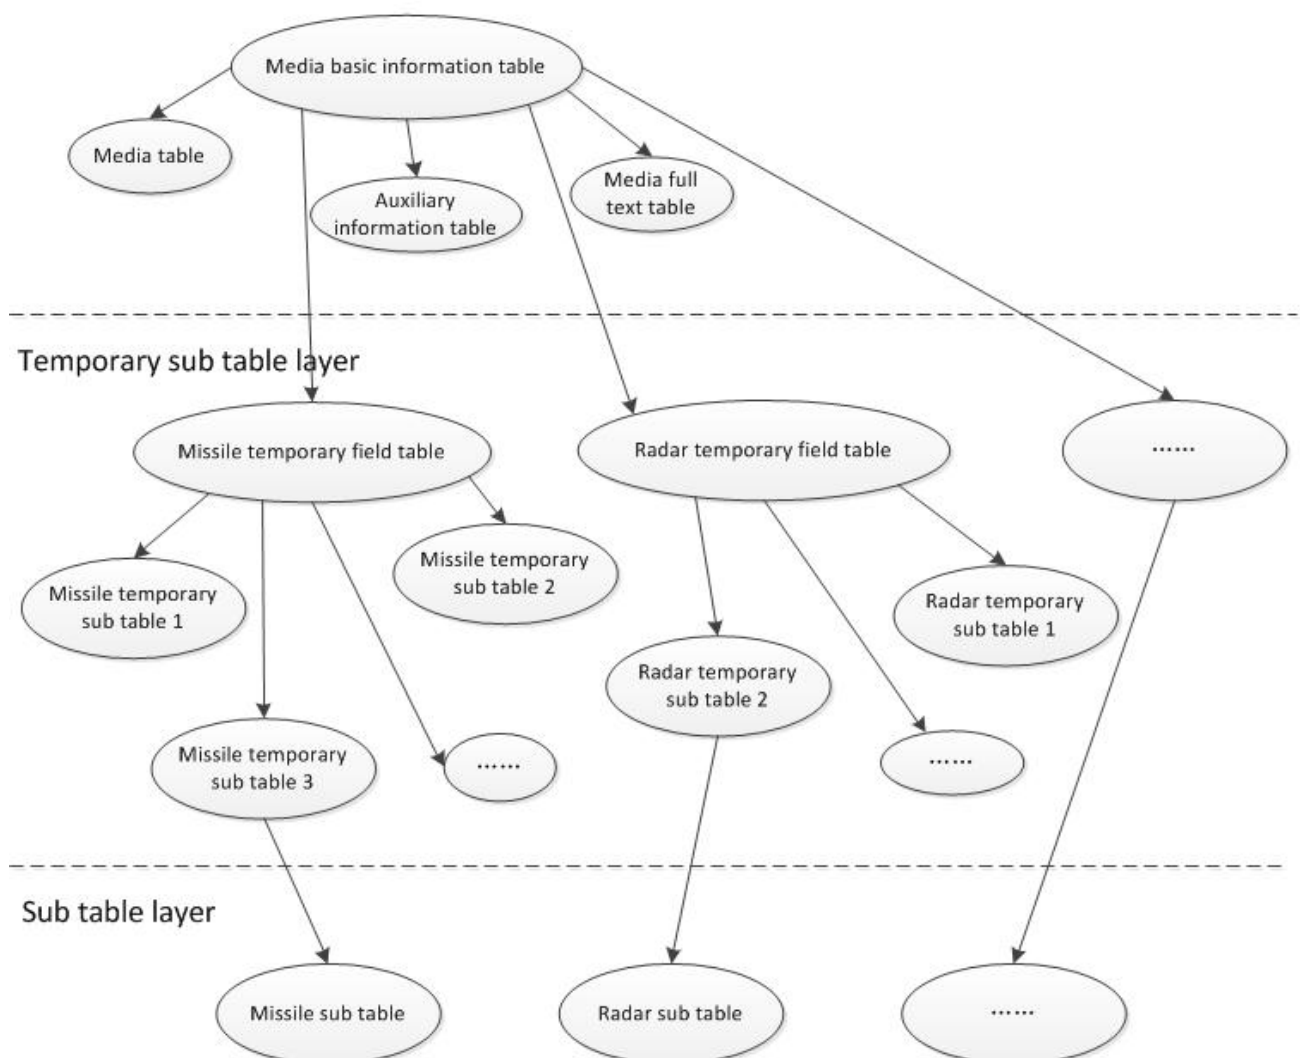 Media basic information table
Media table
Auxiliary
information table
Media full
text table
Temporary sub table layer
Missile temporary field table
Radar temporary field table
······
Missile temporary
sub table 1
Missile temporary
sub table 2
Radar temporary
sub table 1
Radar temporary
sub table 2
Missile temporary
sub table 3
······
······
Sub table layer
Missile sub table
Radar sub table
······